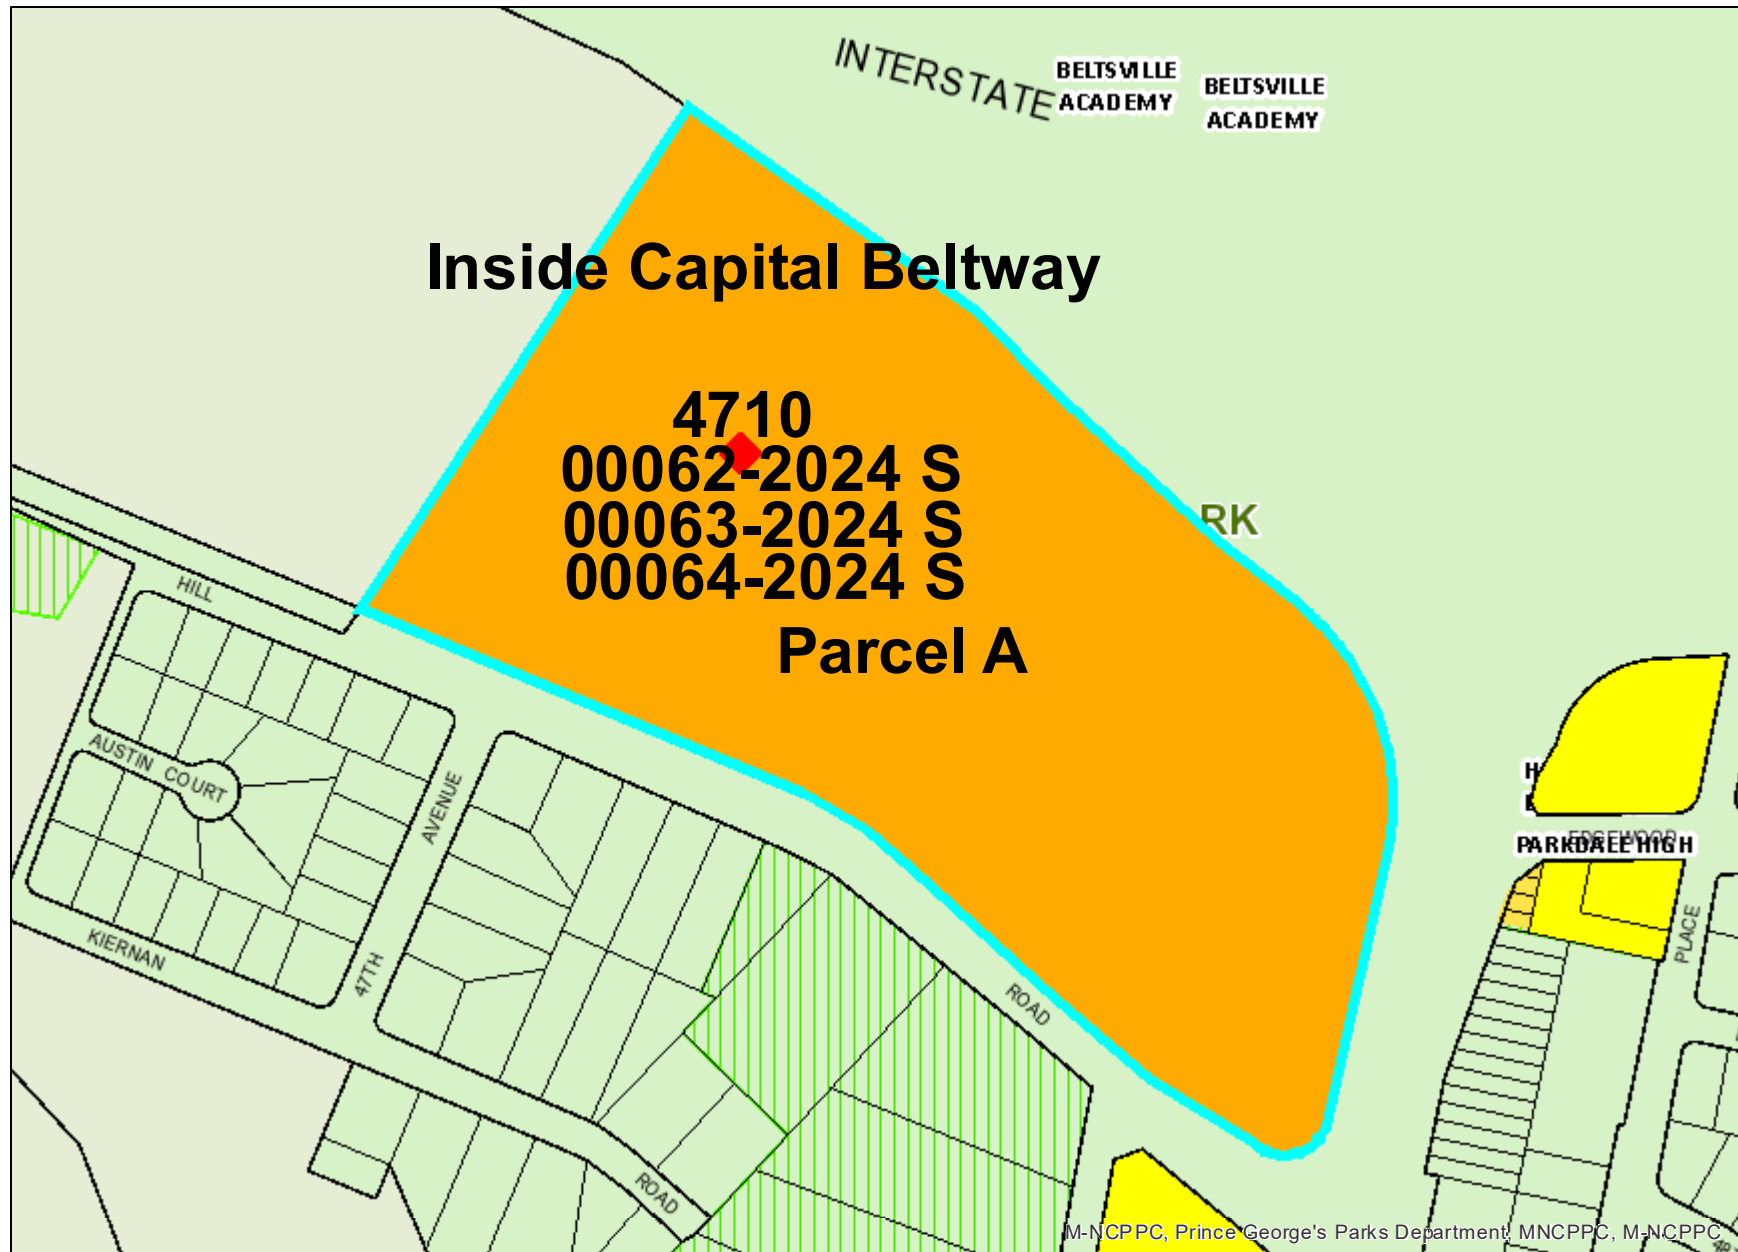 INTERSTATE
BELTSVILLE
ACADEMY
BELTSVILLE
ACADEMY
Inside Capital Beltway
4710
00062-2024 S
00063-2024 S
00064-2024 S
RK
Parcel A
HILL
AUSTIN COURT
AVENUE
47TH
KIERNAN
ROAD
ROAD
H
EDGEWOOD
PARKDALE HIGH
PLACE
M-NCPPC, Prince George's Parks Department, MNCPPC, M-NCPPC